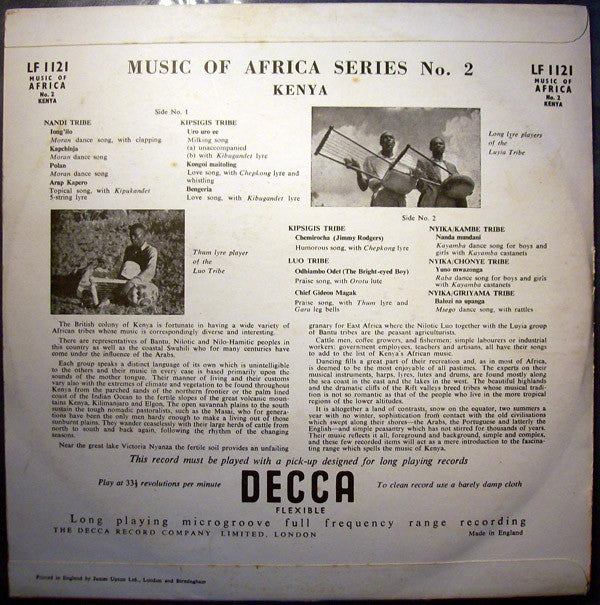 LF 1121
MUSIC OF
AFRICA
No. 2
KENYA
MUSIC OF AFRICA SERIES No. 2
KENYA
LF 1121
MUSIC OF
AFRICA
No. 2
KENYA
Side No. 1
NANDI TRIBE
Iong'ilo
Moran dance song, with clapping
Kapchinja
Moran dance song
Polan
Moran dance song
Arap Kapero
Topical song, with Kipukandet
5-string lyre
KIPSIGIS TRIBE
Uro uro ee
Milking song
(a) unaccompanied
(b) with Kibugandet lyre
Kongoi maitoling
Love song, with Chepkong lyre and
whistling
Bengeria
Love song, with Kibugandet lyre
Long lyre players
of the
Luyia Tribe
Thum lyre player
of the
Luo Tribe
Side No. 2
KIPSIGIS TRIBE
Chemirocha (Jimmy Rodgers)
Humorous song, with Chepkong lyre
LUO TRIBE
Odhiambo Odet (The Bright-eyed Boy)
Praise song, with Orotu lute
Chief Gideon Magak
Praise song, with Thum lyre and
Gara leg bells
NYIKA/KAMBE TRIBE
Nanda mundani
Kayamba dance song for boys and
girls with Kayamba castanets
NYIKA/CHONYE TRIBE
Yuno mwazonga
Raba dance song for boys and girls
with Kayamba castanets
NYIKA/GIRIYAMA TRIBE
Balozi na upanga
Msego dance song, with rattles
The British colony of Kenya is fortunate in having a wide variety of
African tribes whose music is correspondingly diverse and interesting.
There are representatives of Bantu, Nilotic and Nilo-Hamitic peoples in
this country as well as the coastal Swahili who for many centuries have
come under the influence of the Arabs.
Each group speaks a distinct language of its own which is unintelligible
to the others and their music in every case is based primarily upon the
sounds of the mother tongue. Their manner of living and their customs
vary also with the extremes of climate and vegetation to be found throughout
Kenya from the parched sands of the northern frontier or the palm lined
coast of the Indian Ocean to the fertile slopes of the great volcanic moun-
tains Kenya, Kilimanjaro and Elgon. The open savannah plains to the south
sustain the tough nomadic pastoralists, such as the Masai, who for genera-
tions have been the only men hardy enough to make a living out of those
sunburnt plains. They wander ceaselessly with their large herds of cattle from
north to south and back again, following the rhythm of the changing
seasons.
Near the great lake Victoria Nyanza the fertile soil provides an unfailing
granary for East Africa where the Nilotic Luo together with the Luyia group
of Bantu tribes are the peasant agriculturists.
Cattle men, coffee growers, and fishermen; simple labourers or industrial
workers: government employees, teachers and artisans, all have their songs
to add to the list of Kenya's African music.
Dancing fills a great part of their recreation and, as in most of Africa,
is deemed to be the most enjoyable of all pastimes. The experts on their
musical instruments, harps, lyres, lutes and drums, are found mostly along
the sea coast in the east and the lakes in the west. The beautiful highlands
and the dramatic cliffs of the Rift valleys breed tribes whose musical tradi-
tion is not so romantic as that of the people who live in the more tropical
regions of the lower altitudes.
It is altogether a land of contrasts, snow on the equator, two summers a
year with no winter, sophistication from contact with the old civilisations
which swept along their shores—the Arabs, the Portuguese and latterly the
English—and simple peasantry which has not stirred for thousands of years.
Their music reflects it all, foreground and background, simple and complex,
and these few recorded items will act as a mere introduction to the fascina-
ting range which spells the music of Kenya.
This record must be played with a pick-up designed for long playing records
Play at 33⅓ revolutions per minute
DECCA
FLEXIBLE
To clean record use a barely damp cloth
Long playing microgroove full frequency range recording
THE DECCA RECORD COMPANY LIMITED, LONDON
Made in England
Printed in England by James Upton Ltd., London and Birmingham